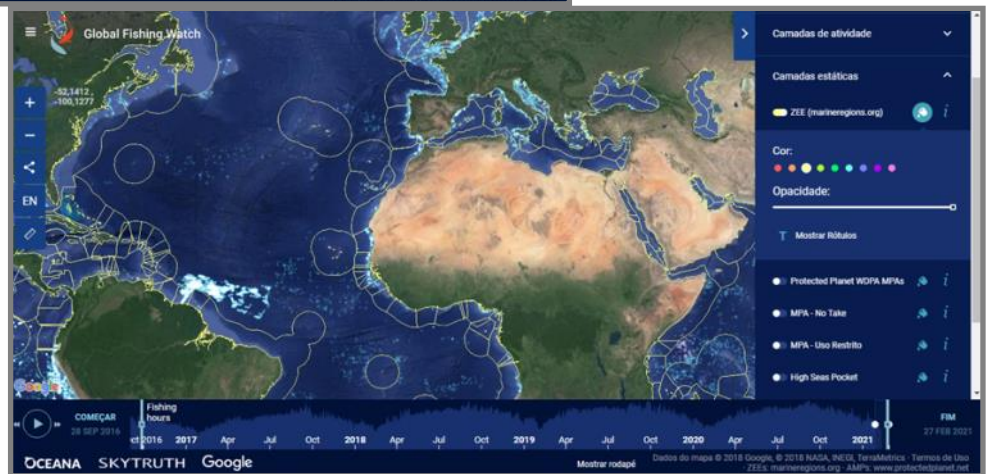 Global Fishing Watch
-52,1412 ,
-100,1277
EN
Camadas de atividade
Camadas estáticas
ZEE (marineregions.org)
Cor:
Opacidade:
Mostrar Rótulos
Protected Planet WDPA MPAs
MPA - No Take
MPA - Uso Restrito
High Seas Pocket
Google
COMEÇAR
28 SEP 2016
Fishing
hours
ct 2016 2017 Apr Jul Oct 2018 Apr Jul Oct 2019 Apr Jul Oct 2020 Apr Jul Oct 2021
FIM
27 FEB 2021
OCEANA SKYTRUTH Google
Mostrar rodapé
Dados do mapa © 2018 Google, © 2018 NASA, INEGI, TerraMetrics - Termos de Uso
- ZEEs: marineregions.org - AMPs: www.protectedplanet.net